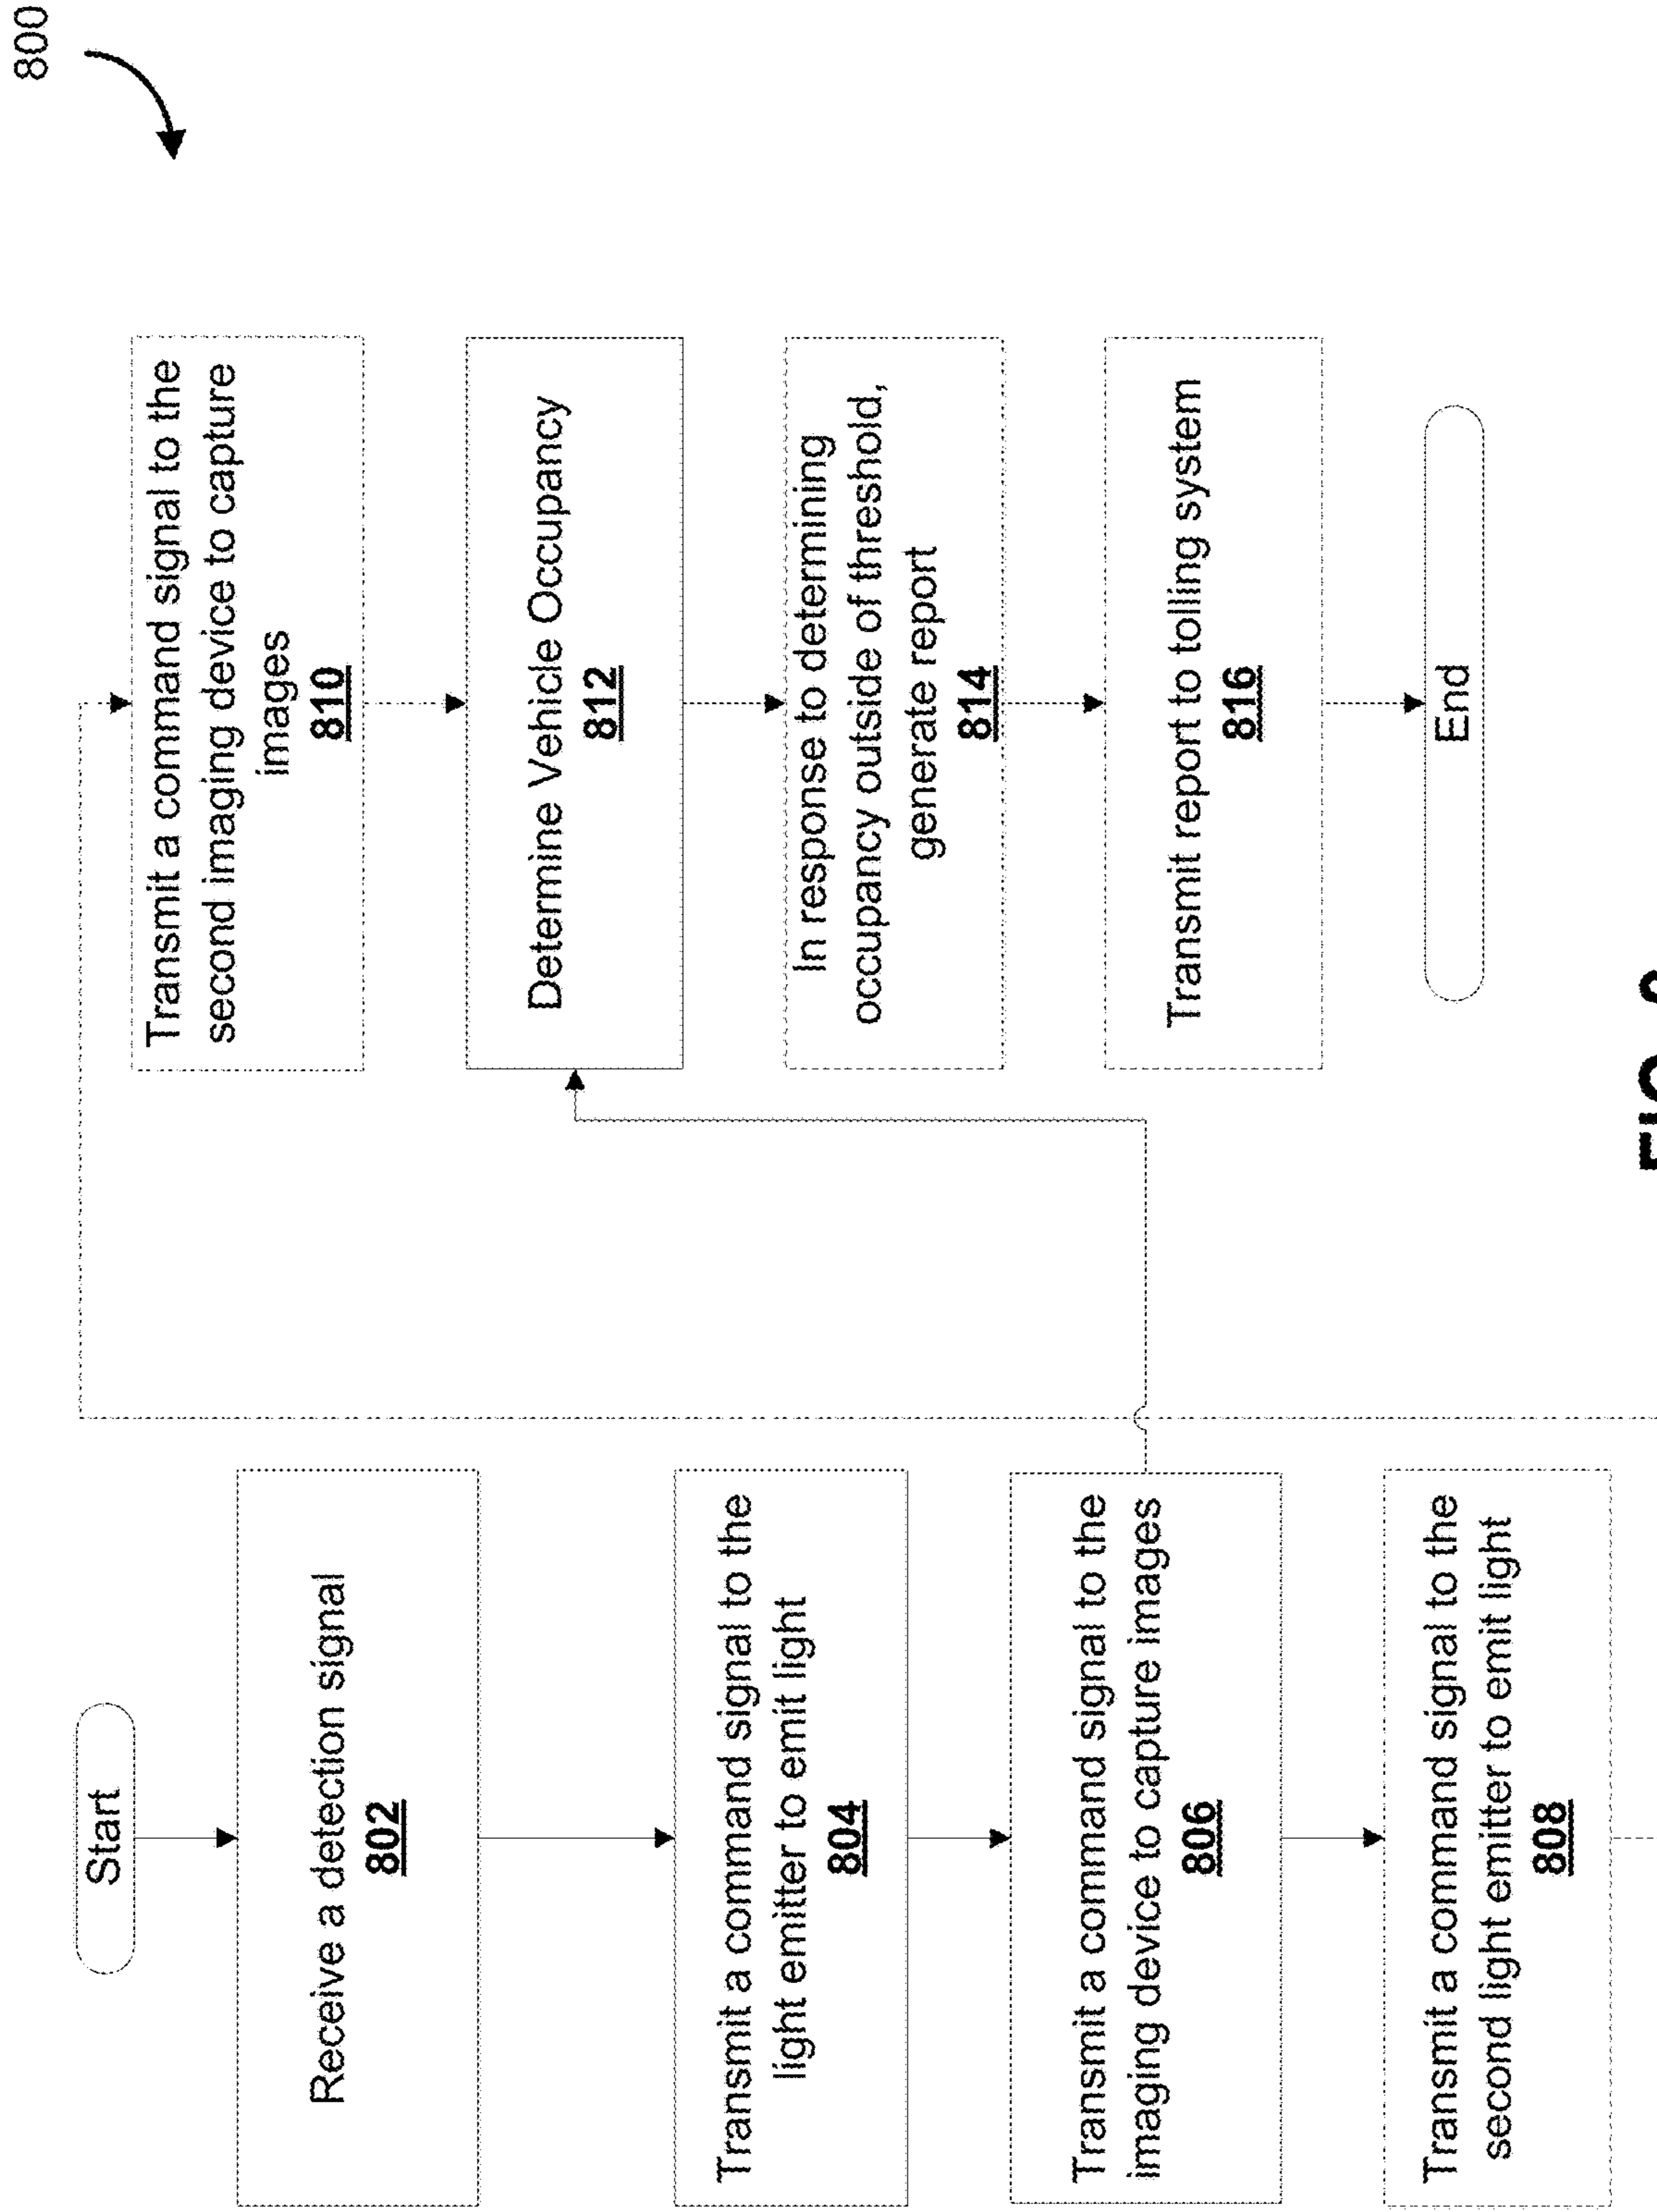 800
Start
Receive a detection signal
802
Transmit a command signal to the
light emitter to emit light
804
Transmit a command signal to the
imaging device to capture images
806
Transmit a command signal to the
second light emitter to emit light
808
Transmit a command signal to the
second imaging device to capture
images
810
Determine Vehicle Occupancy
812
In response to determining
occupancy outside of threshold,
generate report
814
Transmit report to tolling system
816
End